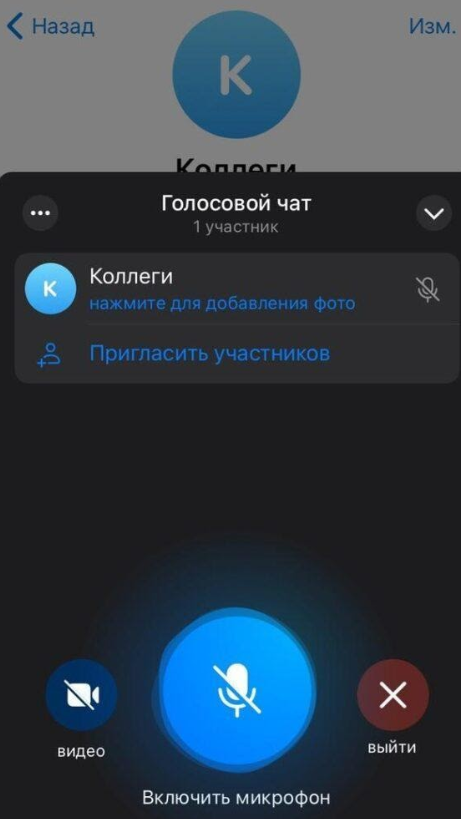 Назад
Изм.
K
Коллеги
Голосовой чат
1 участник
K
Коллеги
нажмите для добавления фото
Пригласить участников
видео
выйти
Включить микрофон